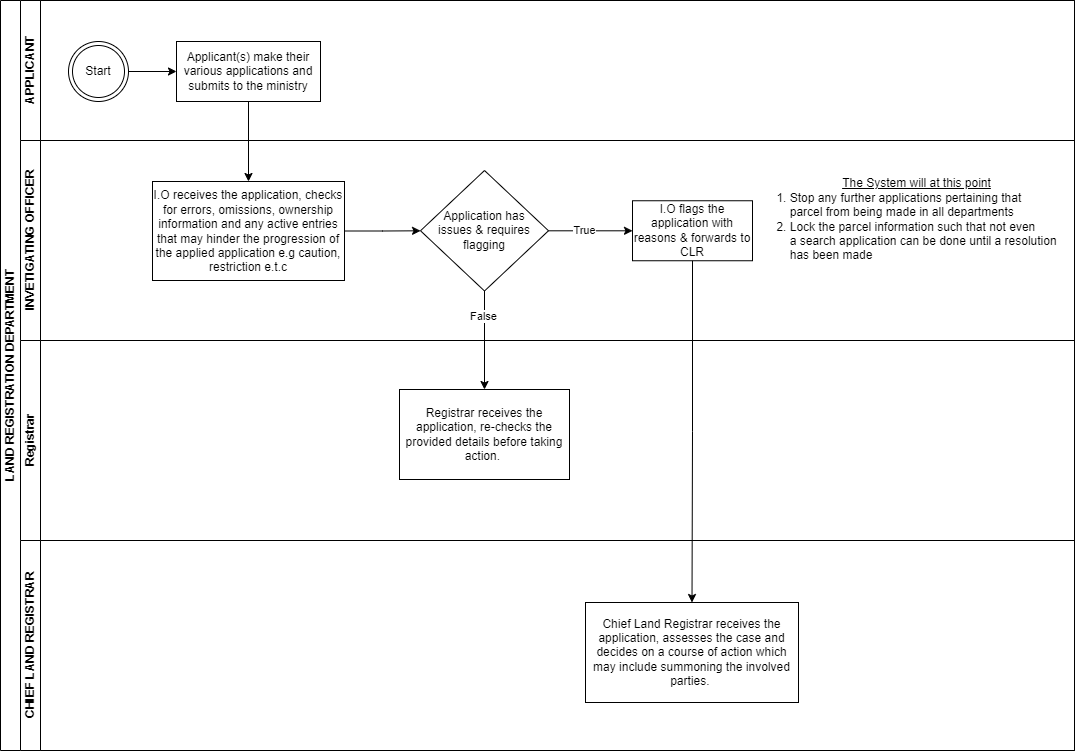 LAND REGISTRATION DEPARTMENT
APPLICANT
Start
Applicant(s) make their
various applications and
submits to the ministry
INVETIGATING OFFICER
I.O receives the application, checks
for errors, omissions, ownership
information and any active entries
that may hinder the progression of
the applied application e.g caution,
restriction e.t.c
Application has
issues & requires
flagging
True
False
I.O flags the
application with
reasons & forwards to
CLR
The System will at this point
1. Stop any further applications pertaining that
parcel from being made in all departments
2. Lock the parcel information such that not even
a search application can be done until a resolution
has been made
Registrar
Registrar receives the
application, re-checks the
provided details before taking
action.
CHIEF LAND REGISTRAR
Chief Land Registrar receives the
application, assesses the case and
decides on a course of action which
may include summoning the involved
parties.